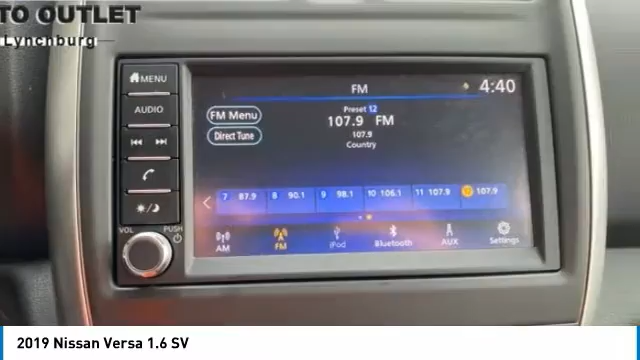 TO OUTLET
Lynchburg
MENU
FM
4:40
AUDIO
FM Menu
Preset 12
107.9 FM
Direct Tune
107.9
Country
7 87.9 8 90.1 9 98.1 10 106.1 11 107.9 12 107.9
VOL PUSH
AM FM iPod Bluetooth AUX Settings
2019 Nissan Versa 1.6 SV